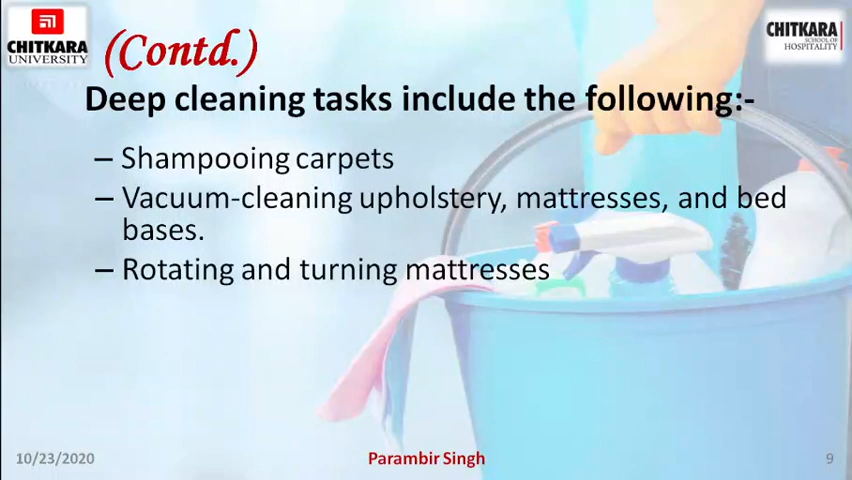 CHITKARA
UNIVERSITY
CHITKARA
SCHOOL OF
HOSPITALITY
(Contd.)
Deep cleaning tasks include the following:-
– Shampooing carpets
– Vacuum-cleaning upholstery, mattresses, and bed
bases.
– Rotating and turning mattresses
10/23/2020
Parambir Singh
9